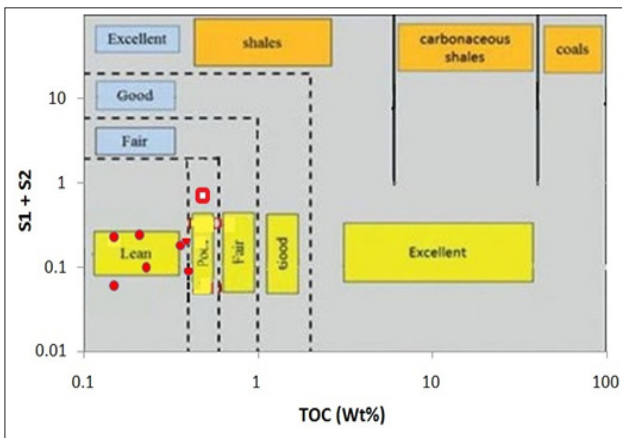 Excellent
shales
carbonaceous
shales
coals
10
Good
Fair
1
S1 + S2
Lean
Fair
Good
Excellent
0.1
0.01
0.1
1
10
100
TOC (Wt%)